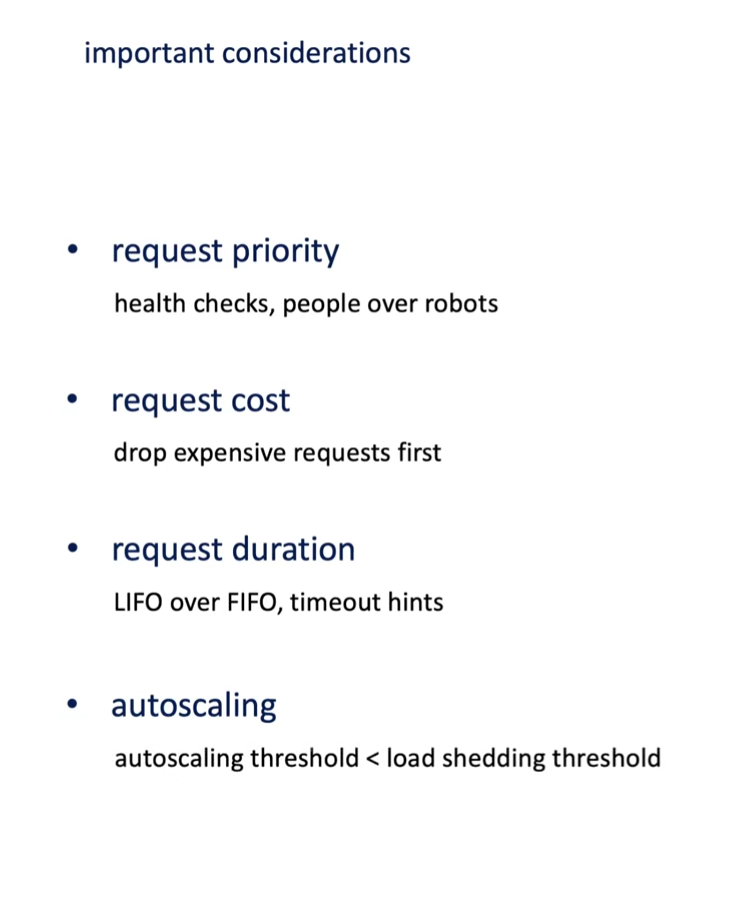 important considerations
• request priority
health checks, people over robots
• request cost
drop expensive requests first
• request duration
LIFO over FIFO, timeout hints
• autoscaling
autoscaling threshold < load shedding threshold